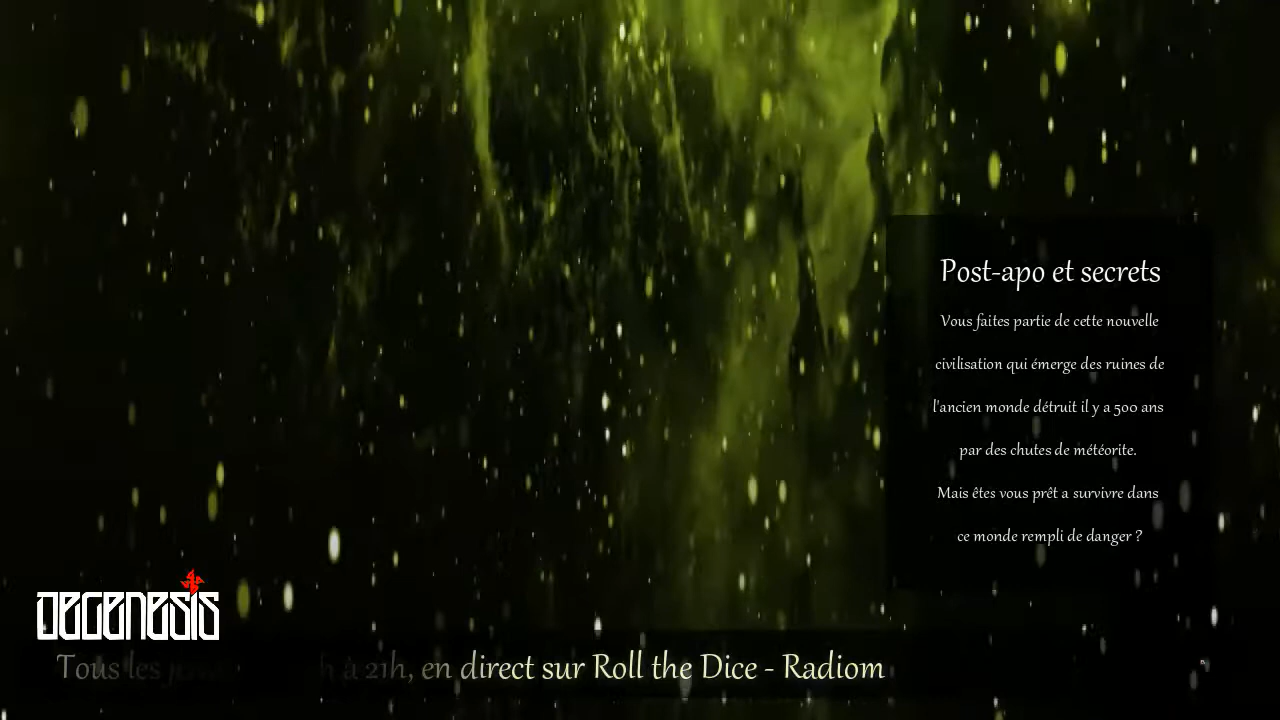 Post-apo et secrets
Vous faites partie de cette nouvelle
civilisation qui émerge des ruines de
l'ancien monde détruit il y a 500 ans
par des chutes de météorite.
Mais êtes vous prêt a survivre dans
ce monde rempli de danger ?
DEGENESIS
Tous les à 21h, en direct sur Roll the Dice - Radiom